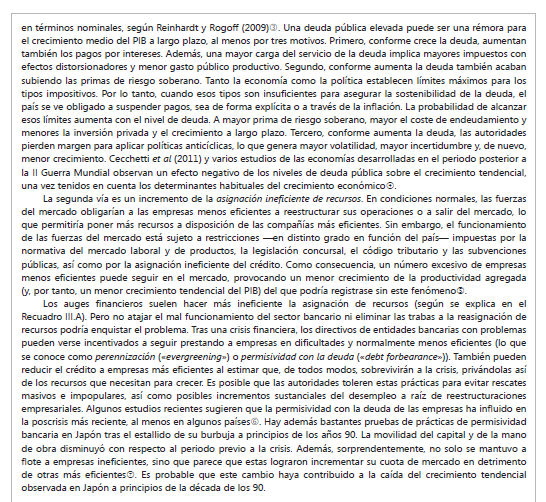 en términos nominales, según Reinhardt y Rogoff (2009)③. Una deuda pública elevada puede ser una rémora para
el crecimiento medio del PIB a largo plazo, al menos por tres motivos. Primero, conforme crece la deuda, aumentan
también los pagos por intereses. Además, una mayor carga del servicio de la deuda implica mayores impuestos con
efectos distorsionadores y menor gasto público productivo. Segundo, conforme aumenta la deuda también acaban
subiendo las primas de riesgo soberano. Tanto la economía como la política establecen límites máximos para los
tipos impositivos. Por lo tanto, cuando esos tipos son insuficientes para asegurar la sostenibilidad de la deuda, el
país se ve obligado a suspender pagos, sea de forma explícita o a través de la inflación. La probabilidad de alcanzar
esos límites aumenta con el nivel de deuda. A mayor prima de riesgo soberano, mayor el coste de endeudamiento y
menores la inversión privada y el crecimiento a largo plazo. Tercero, conforme aumenta la deuda, las autoridades
pierden margen para aplicar políticas anticíclicas, lo que genera mayor volatilidad, mayor incertidumbre y, de nuevo,
menor crecimiento. Cecchetti et al (2011) y varios estudios de las economías desarrolladas en el periodo posterior a
la II Guerra Mundial observan un efecto negativo de los niveles de deuda pública sobre el crecimiento tendencial,
una vez tenidos en cuenta los determinantes habituales del crecimiento económico④.
La segunda vía es un incremento de la asignación ineficiente de recursos. En condiciones normales, las fuerzas
del mercado obligarían a las empresas menos eficientes a reestructurar sus operaciones o a salir del mercado, lo
que permitiría poner más recursos a disposición de las compañías más eficientes. Sin embargo, el funcionamiento
de las fuerzas del mercado está sujeto a restricciones —en distinto grado en función del país— impuestas por la
normativa del mercado laboral y de productos, la legislación concursal, el código tributario y las subvenciones
públicas, así como por la asignación ineficiente del crédito. Como consecuencia, un número excesivo de empresas
menos eficientes puede seguir en el mercado, provocando un menor crecimiento de la productividad agregada
(y, por tanto, un menor crecimiento tendencial del PIB) del que podría registrarse sin este fenómeno⑤.
Los auges financieros suelen hacer más ineficiente la asignación de recursos (según se explica en el
Recuadro III.A). Pero no atajar el mal funcionamiento del sector bancario ni eliminar las trabas a la reasignación de
recursos podría enquistar el problema. Tras una crisis financiera, los directivos de entidades bancarias con problemas
pueden verse incentivados a seguir prestando a empresas en dificultades y normalmente menos eficientes (lo que
se conoce como perennización («evergreening») o permisividad con la deuda («debt forbearance»)). También pueden
reducir el crédito a empresas más eficientes al estimar que, de todos modos, sobrevivirán a la crisis, privándolas así
de los recursos que necesitan para crecer. Es posible que las autoridades toleren estas prácticas para evitar rescates
masivos e impopulares, así como posibles incrementos sustanciales del desempleo a raíz de reestructuraciones
empresariales. Algunos estudios recientes sugieren que la permisividad con la deuda de las empresas ha influido en
la poscrisis más reciente, al menos en algunos países⑥. Hay además bastantes pruebas de prácticas de permisividad
bancaria en Japón tras el estallido de su burbuja a principios de los años 90. La movilidad del capital y de la mano
de obra disminuyó con respecto al periodo previo a la crisis. Además, sorprendentemente, no solo se mantuvo a
flote a empresas ineficientes, sino que parece que estas lograron incrementar su cuota de mercado en detrimento
de otras más eficientes⑦. Es probable que este cambio haya contribuido a la caída del crecimiento tendencial
observada en Japón a principios de la década de los 90.